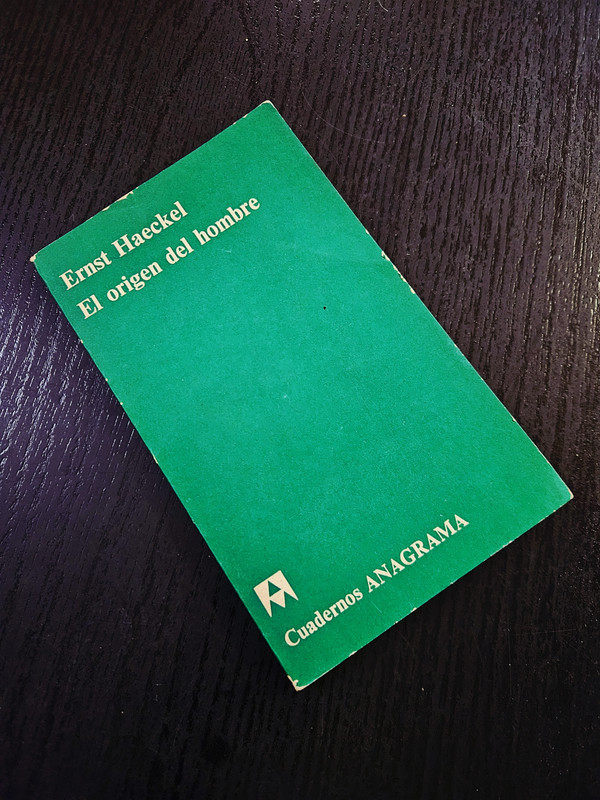 Ernst Haeckel
El origen del hombre
Cuadernos ANAGRAMA